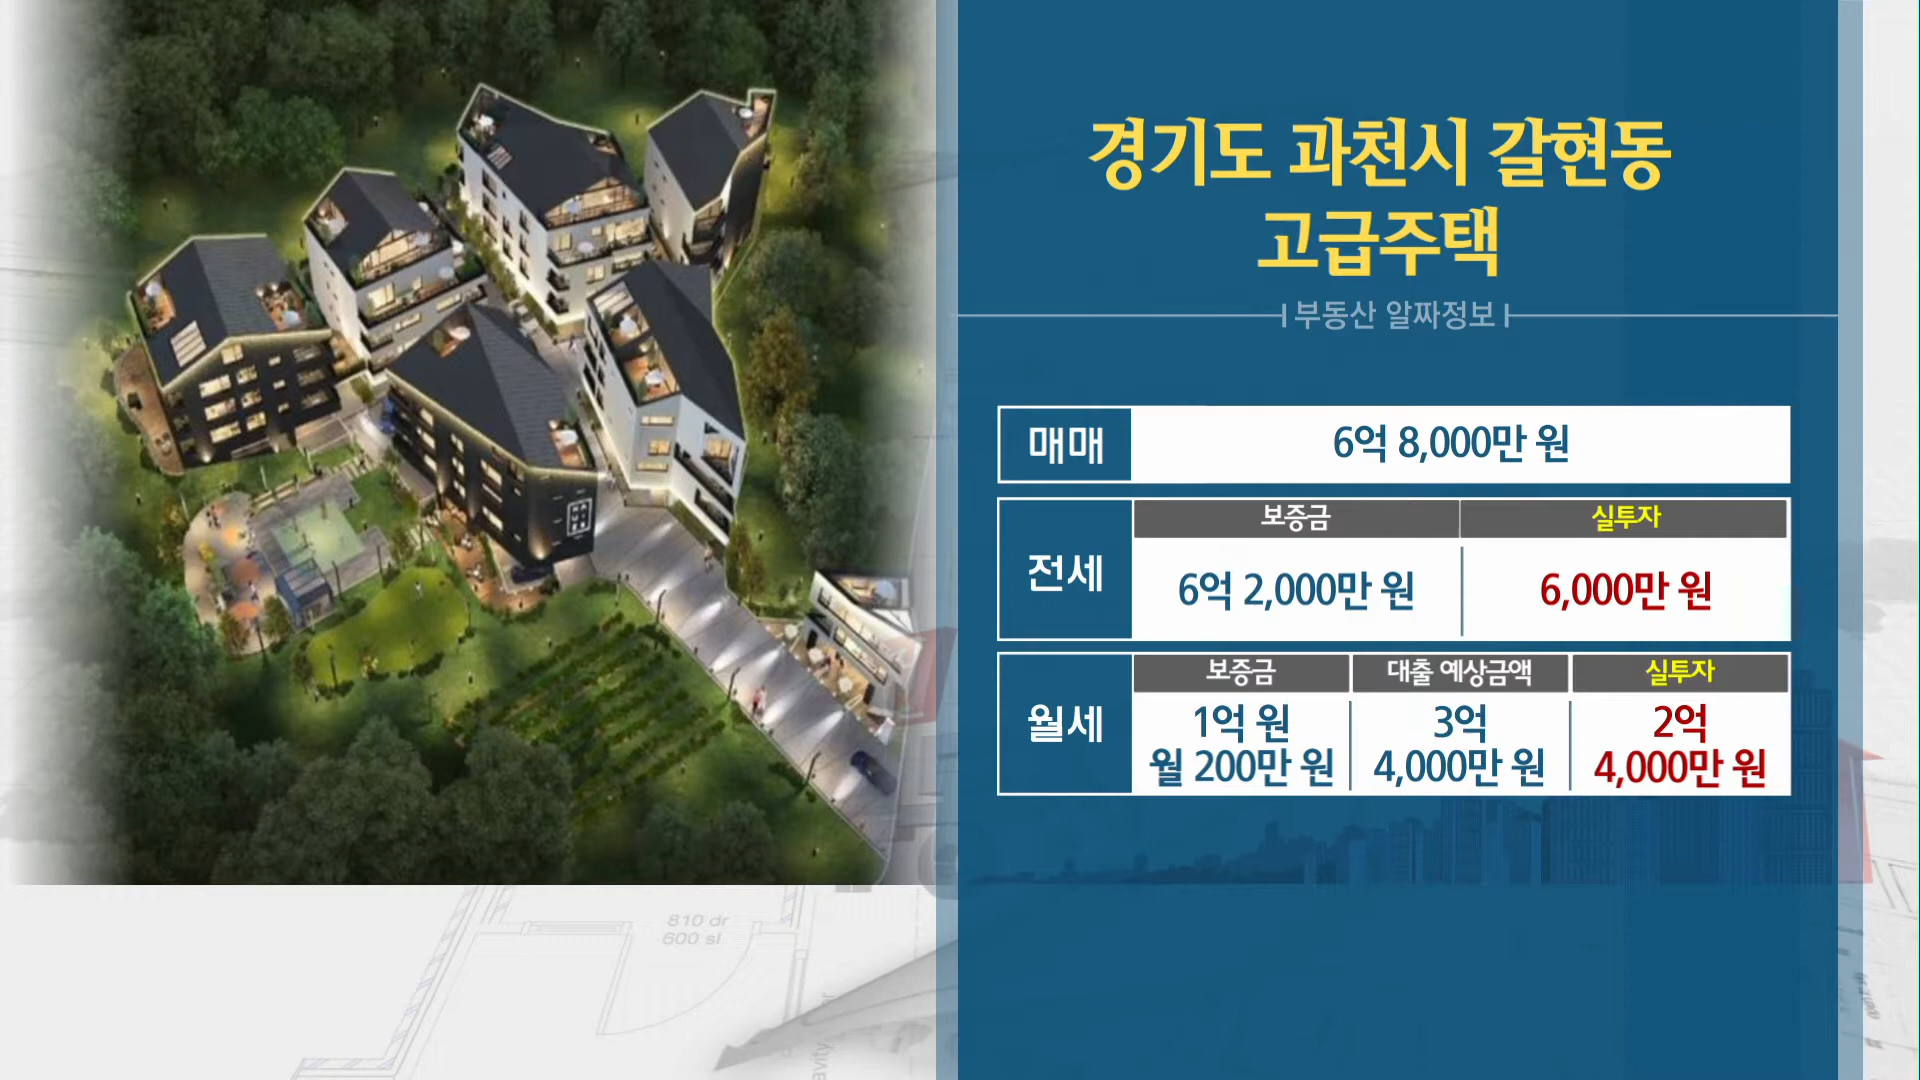 경기도 과천시 갈현동
고급주택
부동산 알짜정보
매매
6억 8,000만 원
전세
보증금
실투자
6억 2,000만 원
6,000만 원
월세
보증금
대출 예상금액
실투자
1억 원
월 200만 원
3억
4,000만 원
2억
4,000만 원
810 dr
600 sl